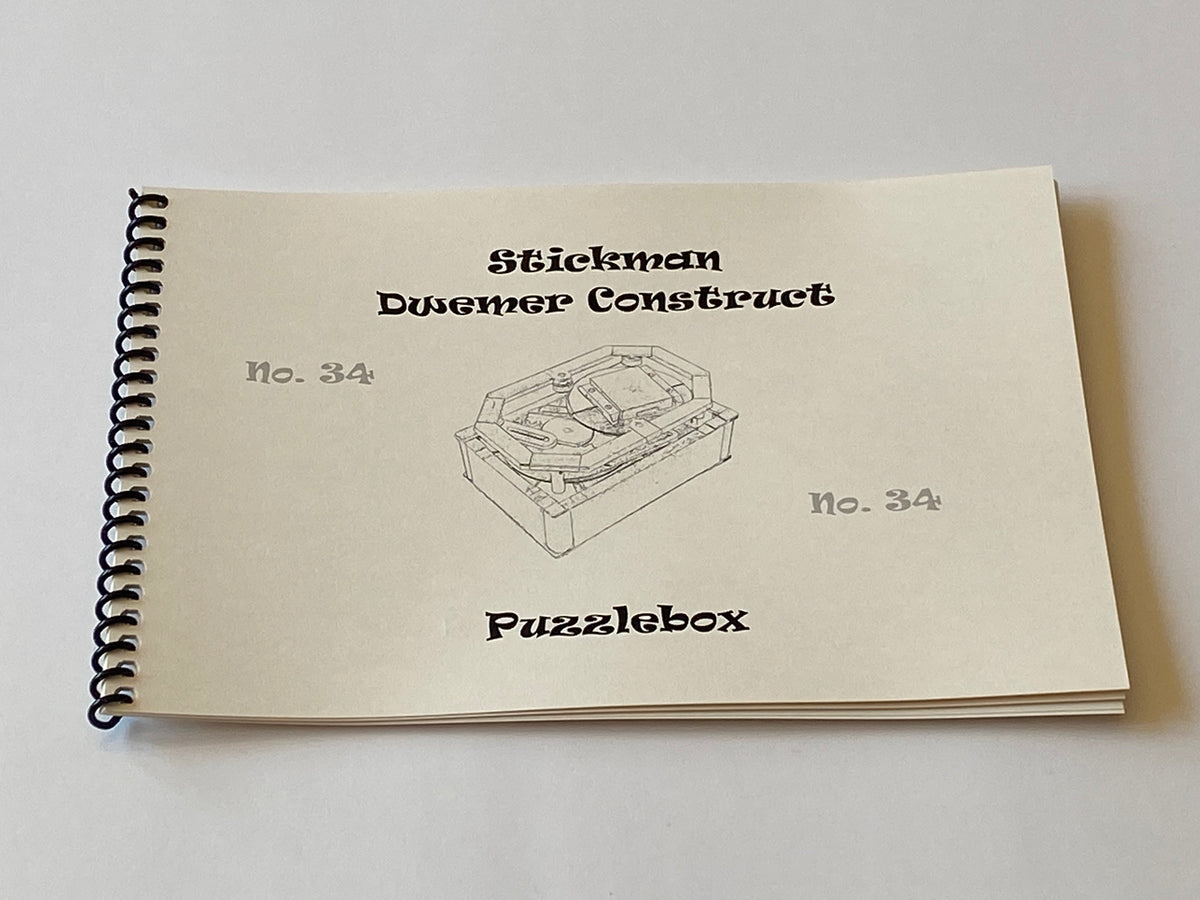 Stickman
Dwemer Construct
No. 34
No. 34
Puzzlebox